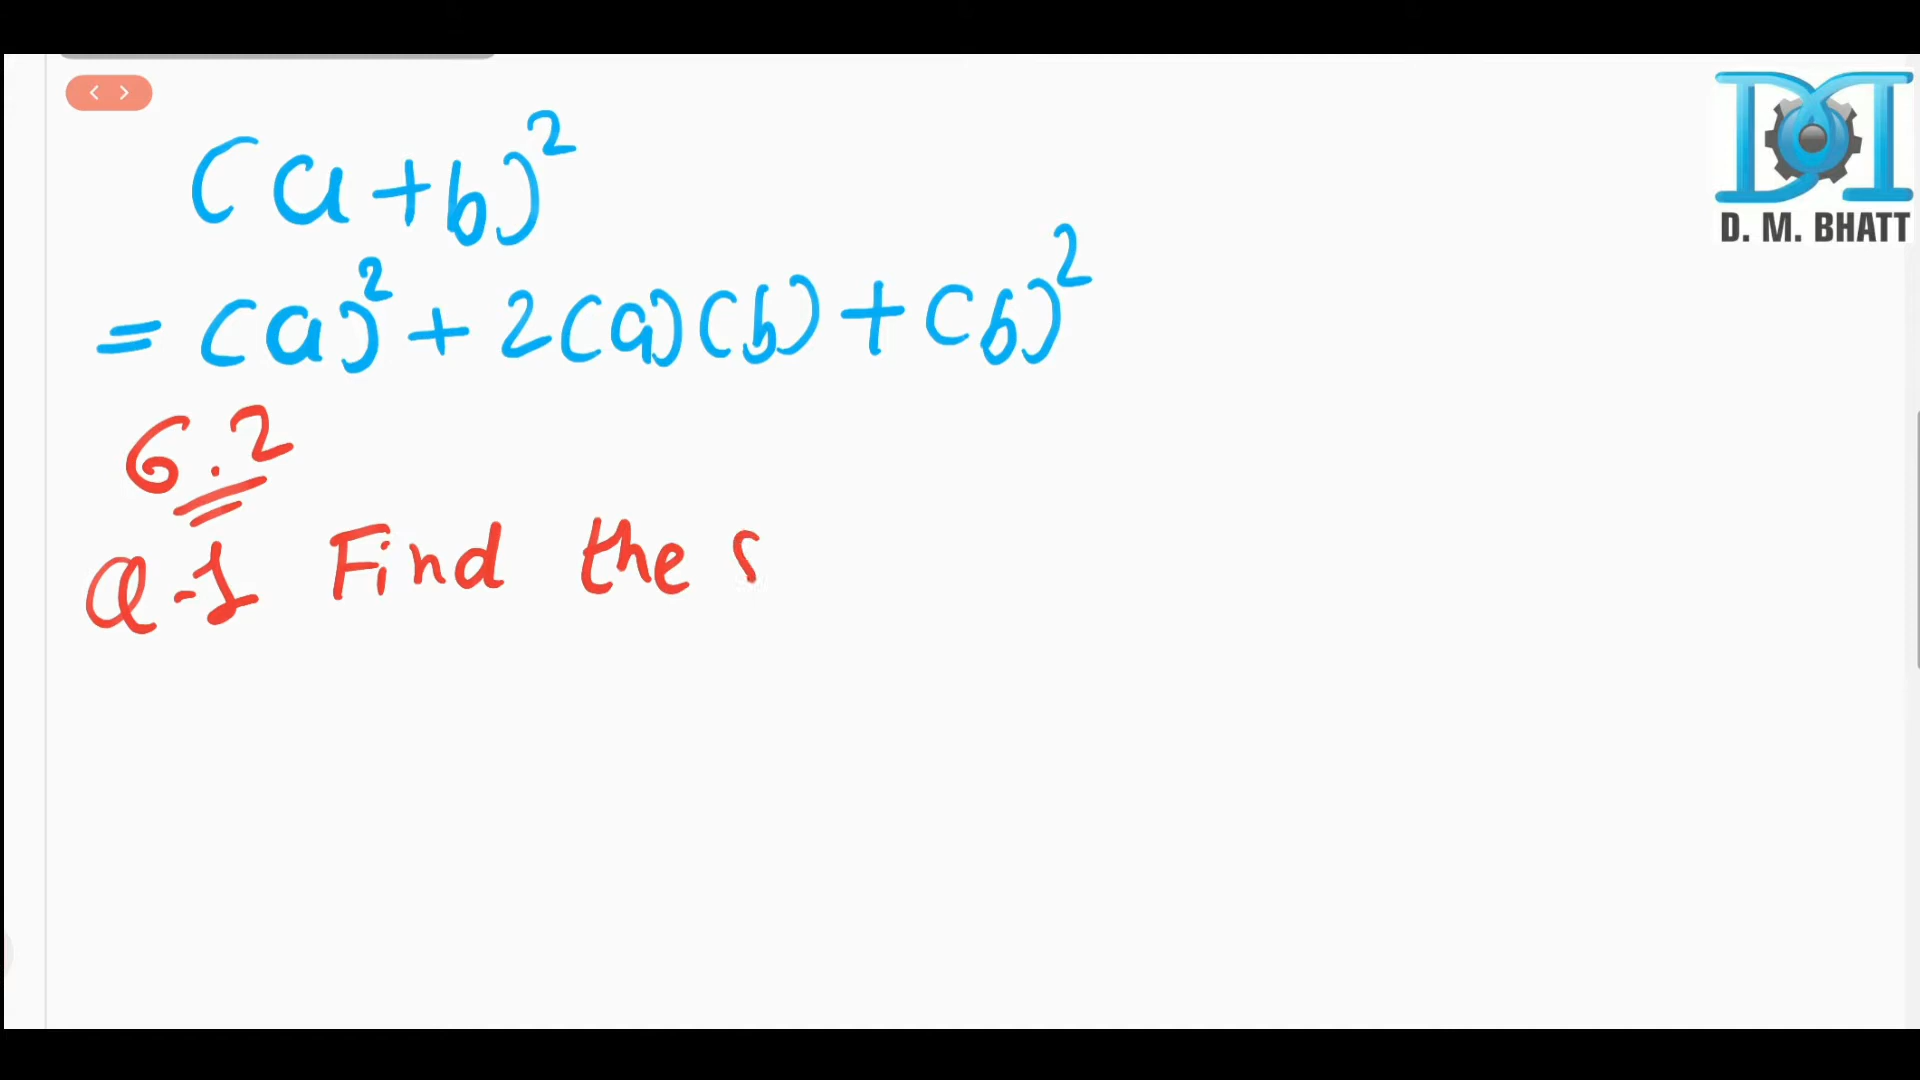 (a+b)²
= (a)² + 2(a)(b) + (b)²
6.2
Q-1 Find the s
D. M. BHATT